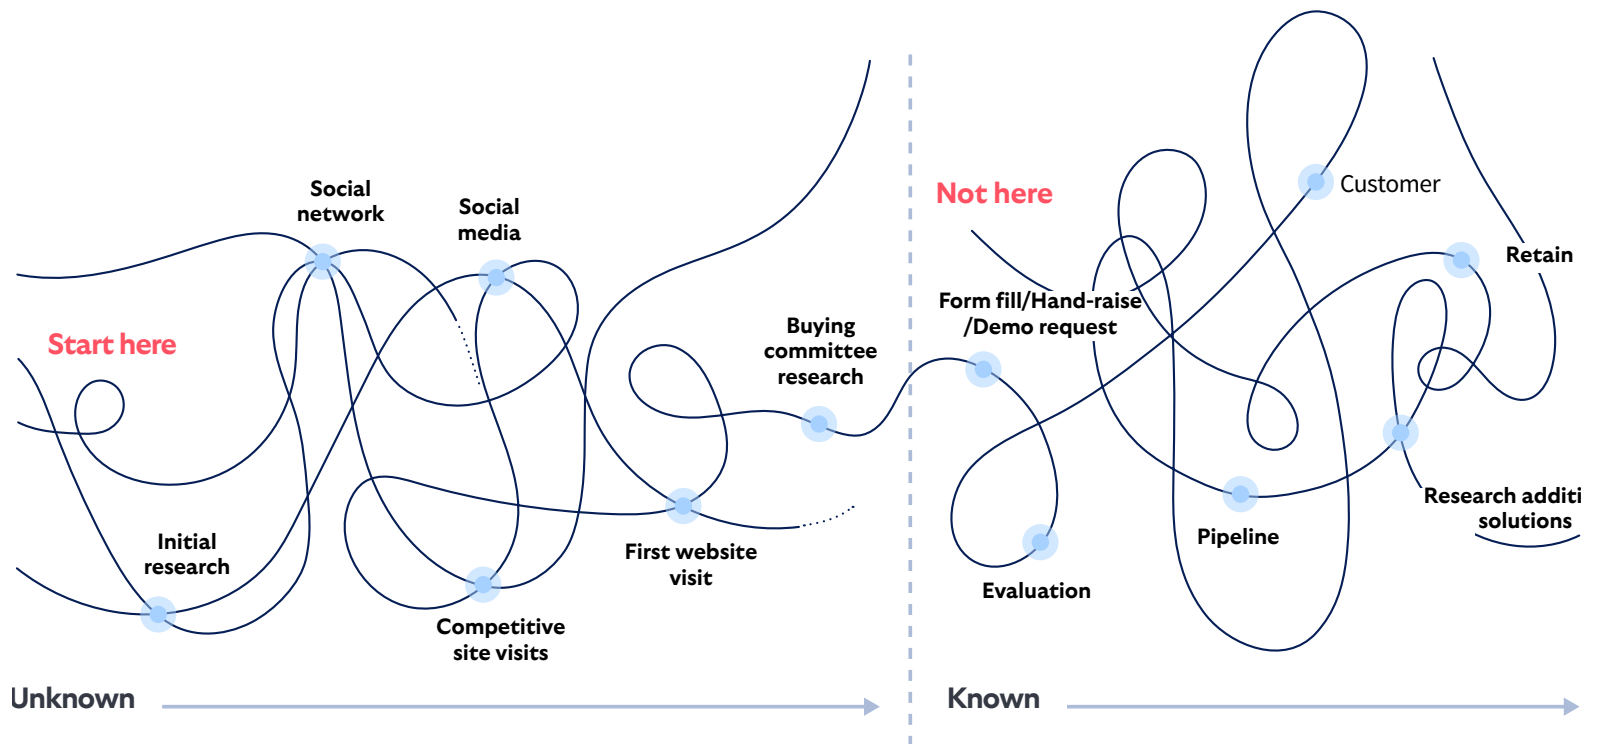 Social
network
Social
media
Start here
Buying
committee
research
Initial
research
First website
visit
Competitive
site visits
Unknown
Not here
Customer
Retain
Form fill/Hand-raise
/Demo request
Research additi
solutions
Pipeline
Evaluation
Known